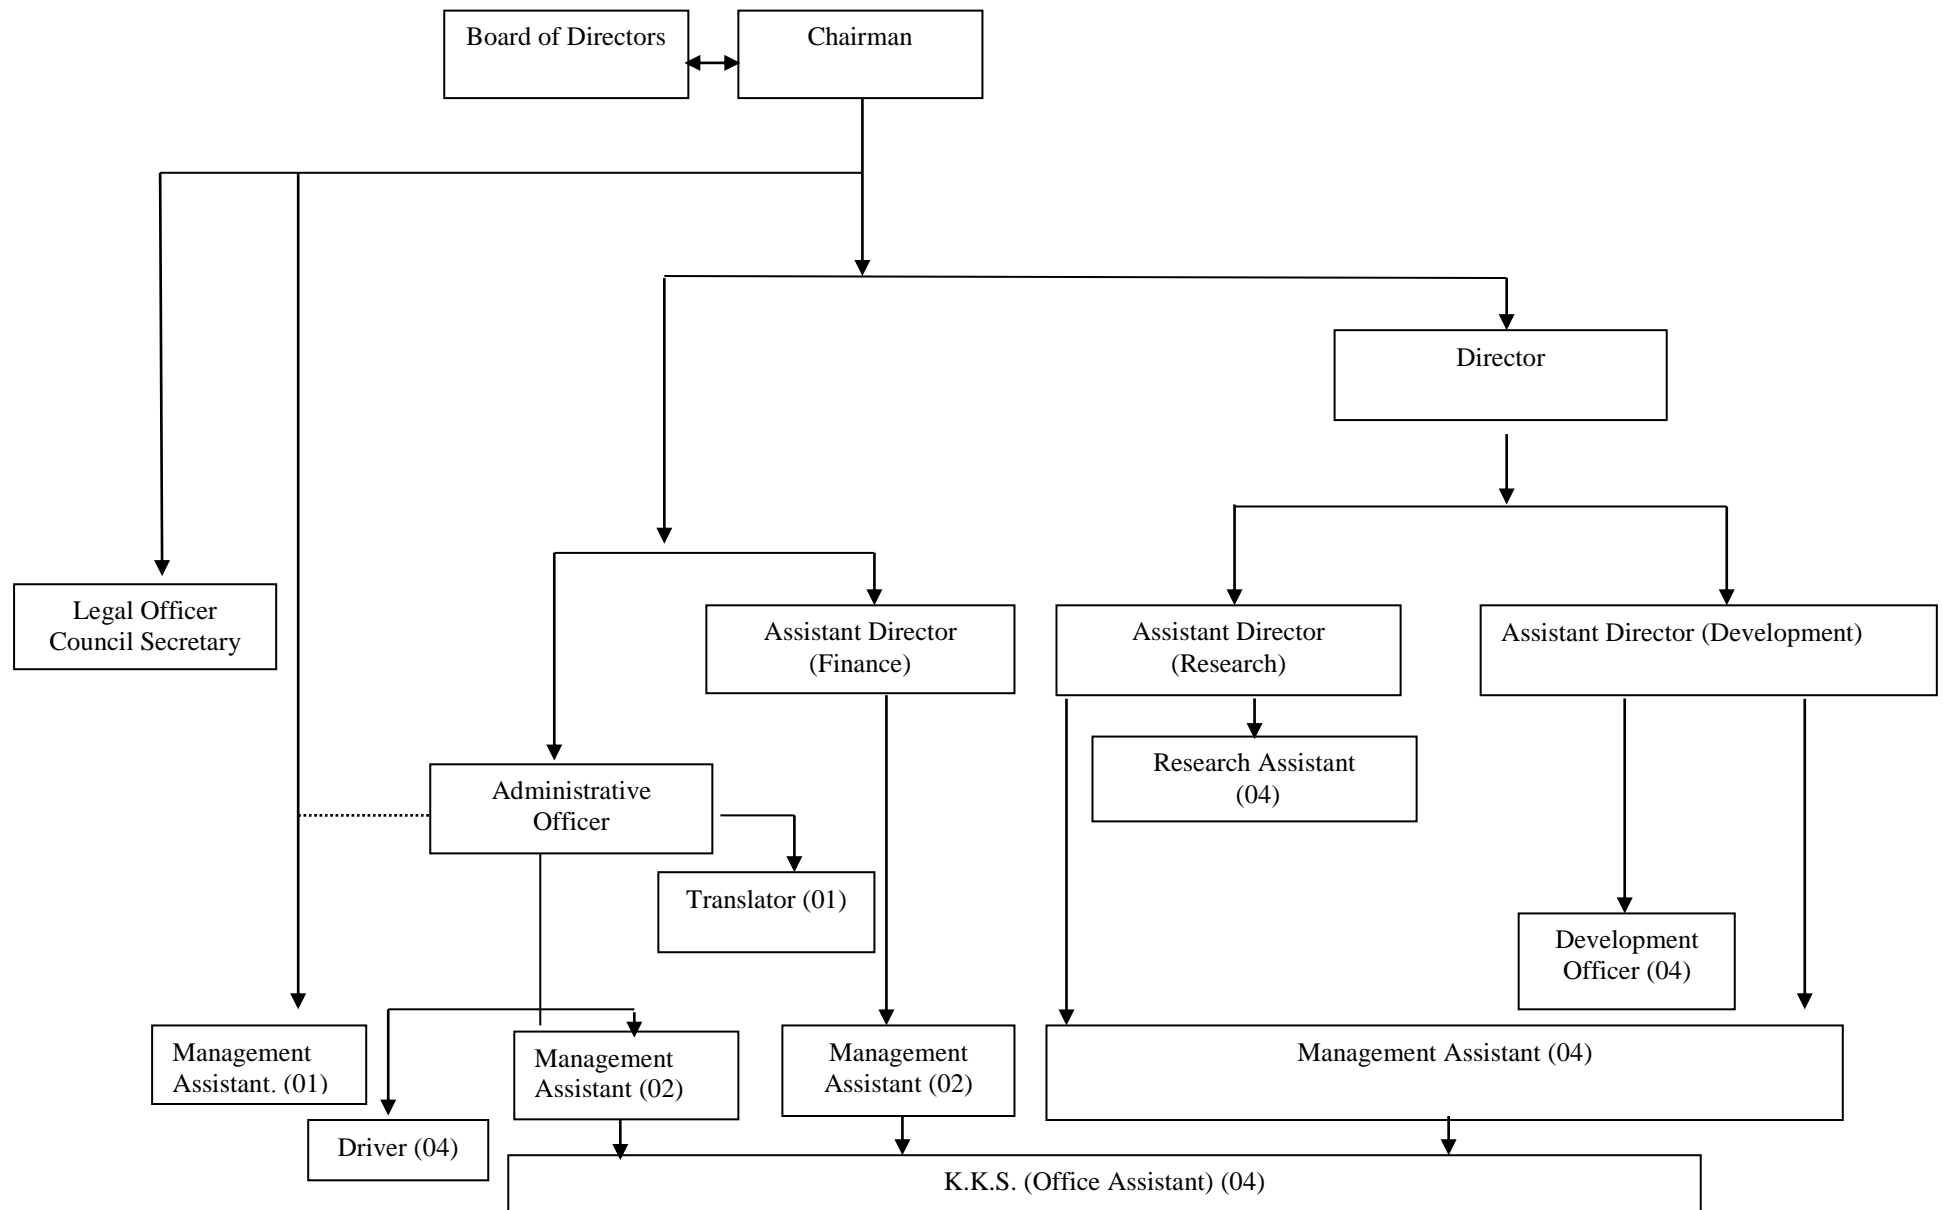 Board of Directors
Chairman
Director
Legal Officer
Council Secretary
Assistant Director
(Finance)
Assistant Director
(Research)
Assistant Director (Development)
Research Assistant
(04)
Administrative
Officer
Translator (01)
Development
Officer (04)
Management
Assistant. (01)
Management
Assistant (02)
Management
Assistant (02)
Management Assistant (04)
Driver (04)
K.K.S. (Office Assistant) (04)